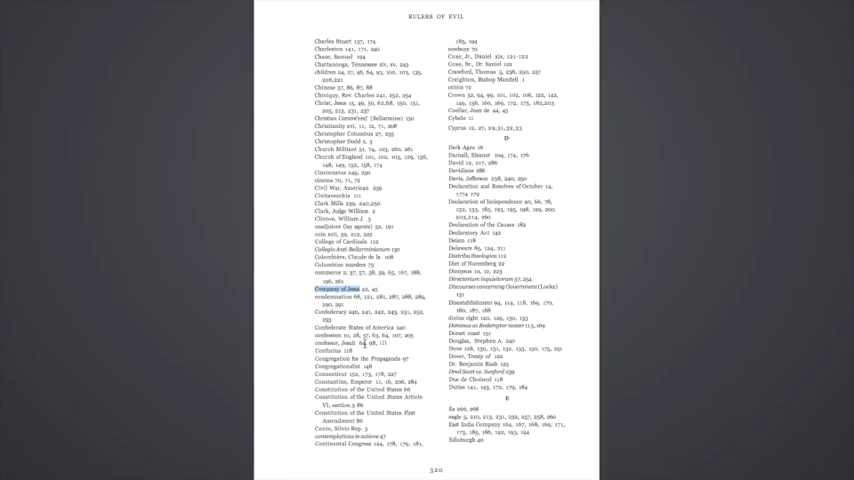 RULERS OF EVIL
Charles Stuart 137, 174
Charleston 141, 171, 240
Chase, Samuel 194
Chattanooga, Tennessee xiv, xv, 243
children 24, 27, 46, 64, 93, 102, 103, 135,
206,221
Chinese 37, 86, 87, 88
Chiniquy, Rev. Charles 241, 252, 254
Christ, Jesus 15, 49, 50, 62,68, 150, 151,
205, 213, 231, 237
Christian (Bellarmine) 130
Christianity xvi, 11, 12, 71, 208
Christopher Columbus 27, 235
Christopher Dodd 2, 3
Church Militant 51, 74, 103, 260, 261
Church of England 101, 102, 103, 129, 136,
148, 149, 152, 158, 174
Cincinnatus 249, 250
cinema 70, 71, 72
Civil War, American 239
Civitavecchia 111
Clark Mills 239, 240,250
Clark, Judge William 2
Clinton, William J. 3
coadjutors (lay agents) 52, 191
coin xvii, 39, 212, 222
College of Cardinals 112
Collegio Anti-Bellarminianum 130
Colombière, Claude de la 108
Columbine murders 73
commerce 2, 37, 57, 58, 59, 65, 167, 188,
196, 261
Company of Jesus 42, 45
condemnation 68, 121, 281, 287, 288, 289,
290, 291
Confederacy 240, 241, 242, 243, 251, 252,
253
Confederate States of America 240
confession 10, 28, 57, 63, 64, 107, 205
confessor, Jesuit 98, 111
Confucius 118
Congregation for the Propaganda 97
Congregationalist 148
Connecticut 152, 173, 178, 227
Constantine, Emperor 11, 16, 206, 284
Constitution of the United States 66
Constitution of the United States Article
VI, section 3 86
Constitution of the United States First
Amendment 86
Conte, Silvio Rep. 3
contemplations in actione 47
Continental Congress 124, 178, 179, 181,
183, 194
cowboys 70
Coxe, Jr., Daniel xix, 121-122
Coxe, Sr., Dr. Daniel 122
Crawford, Thomas 5, 238, 250, 257
Creighton, Bishop Mandell 1
critics 72
Crown 52, 94, 99, 101, 102, 106, 122, 142,
149, 156, 160, 169, 172, 173, 182,203
Cuellar, Juan de 44, 45
Cybele 11
Cyprus 12, 27, 29,31,32,33
D
Dark Ages 16
Darnall, Eleanor 104, 174, 176
David 12, 217, 286
Davidians 286
Davis, Jefferson 238, 240, 250
Declaration and Resolves of October 14,
1774 179
Declaration of Independence 40, 66, 78,
132, 133, 185, 193, 195, 198, 199, 200,
203,214, 260
Declaration of the Causes 182
Declaratory Act 142
Deism 118
Delaware 85, 124, 211
Diatriba theologica 112
Diet of Nuremberg 22
Dionysus 10, 12, 223
Directorium Inquisitorum 57,254
Discourses concerning Government (Locke)
131
Disestablishment 94, 114, 118, 169, 170,
180, 187, 188
divine right 120, 129, 130, 133
Dominus ac Redemptor noster 113,169
Dorset coast 151
Douglas, Stephen A. 240
Dove 128, 130, 131, 132, 133, 150, 175, 251
Dover, Treaty of 122
Dr. Benjamin Rush 125
Dred Scott vs. Sanford 239
Duc de Choiseul 118
Duties 141, 143, 172, 179, 184
E
Ea 266, 268
eagle 5, 210, 213, 231, 232, 257, 258, 260
East India Company 164, 167, 168, 169, 171,
173, 185, 186, 192, 193, 194
Edinburgh 40
320